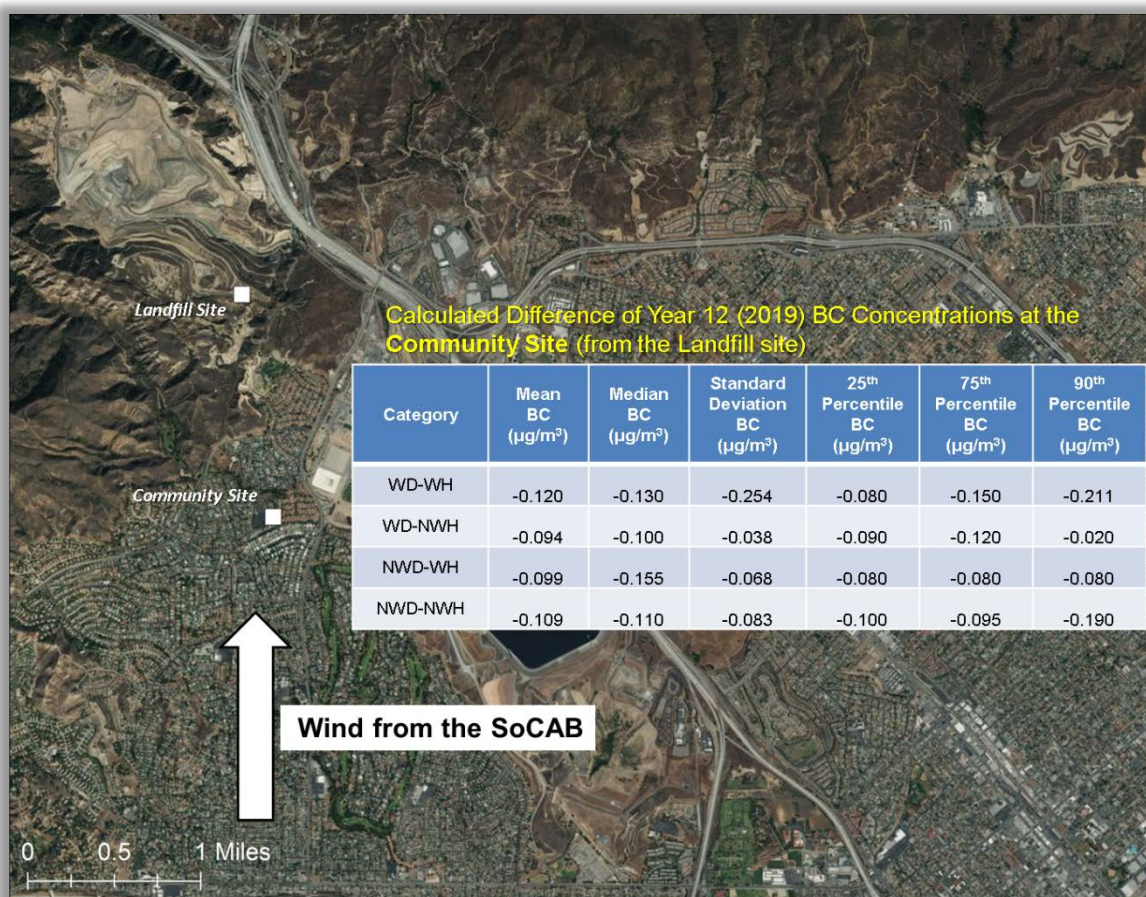 Landfill Site
Calculated Difference of Year 12 (2019) BC Concentrations at the
Community Site (from the Landfill site)
Category
Mean
BC
(µg/m³)
Median
BC
(µg/m³)
Standard
Deviation
BC
(µg/m³)
25th
Percentile
BC
(µg/m³)
75th
Percentile
BC
(µg/m³)
90th
Percentile
BC
(µg/m³)
WD-WH -0.120 -0.130 -0.254 -0.080 -0.150 -0.211
WD-NWH -0.094 -0.100 -0.038 -0.090 -0.120 -0.020
NWD-WH -0.099 -0.155 -0.068 -0.080 -0.080 -0.080
NWD-NWH -0.109 -0.110 -0.083 -0.100 -0.095 -0.190
Community Site
Wind from the SoCAB
0 0.5 1 Miles